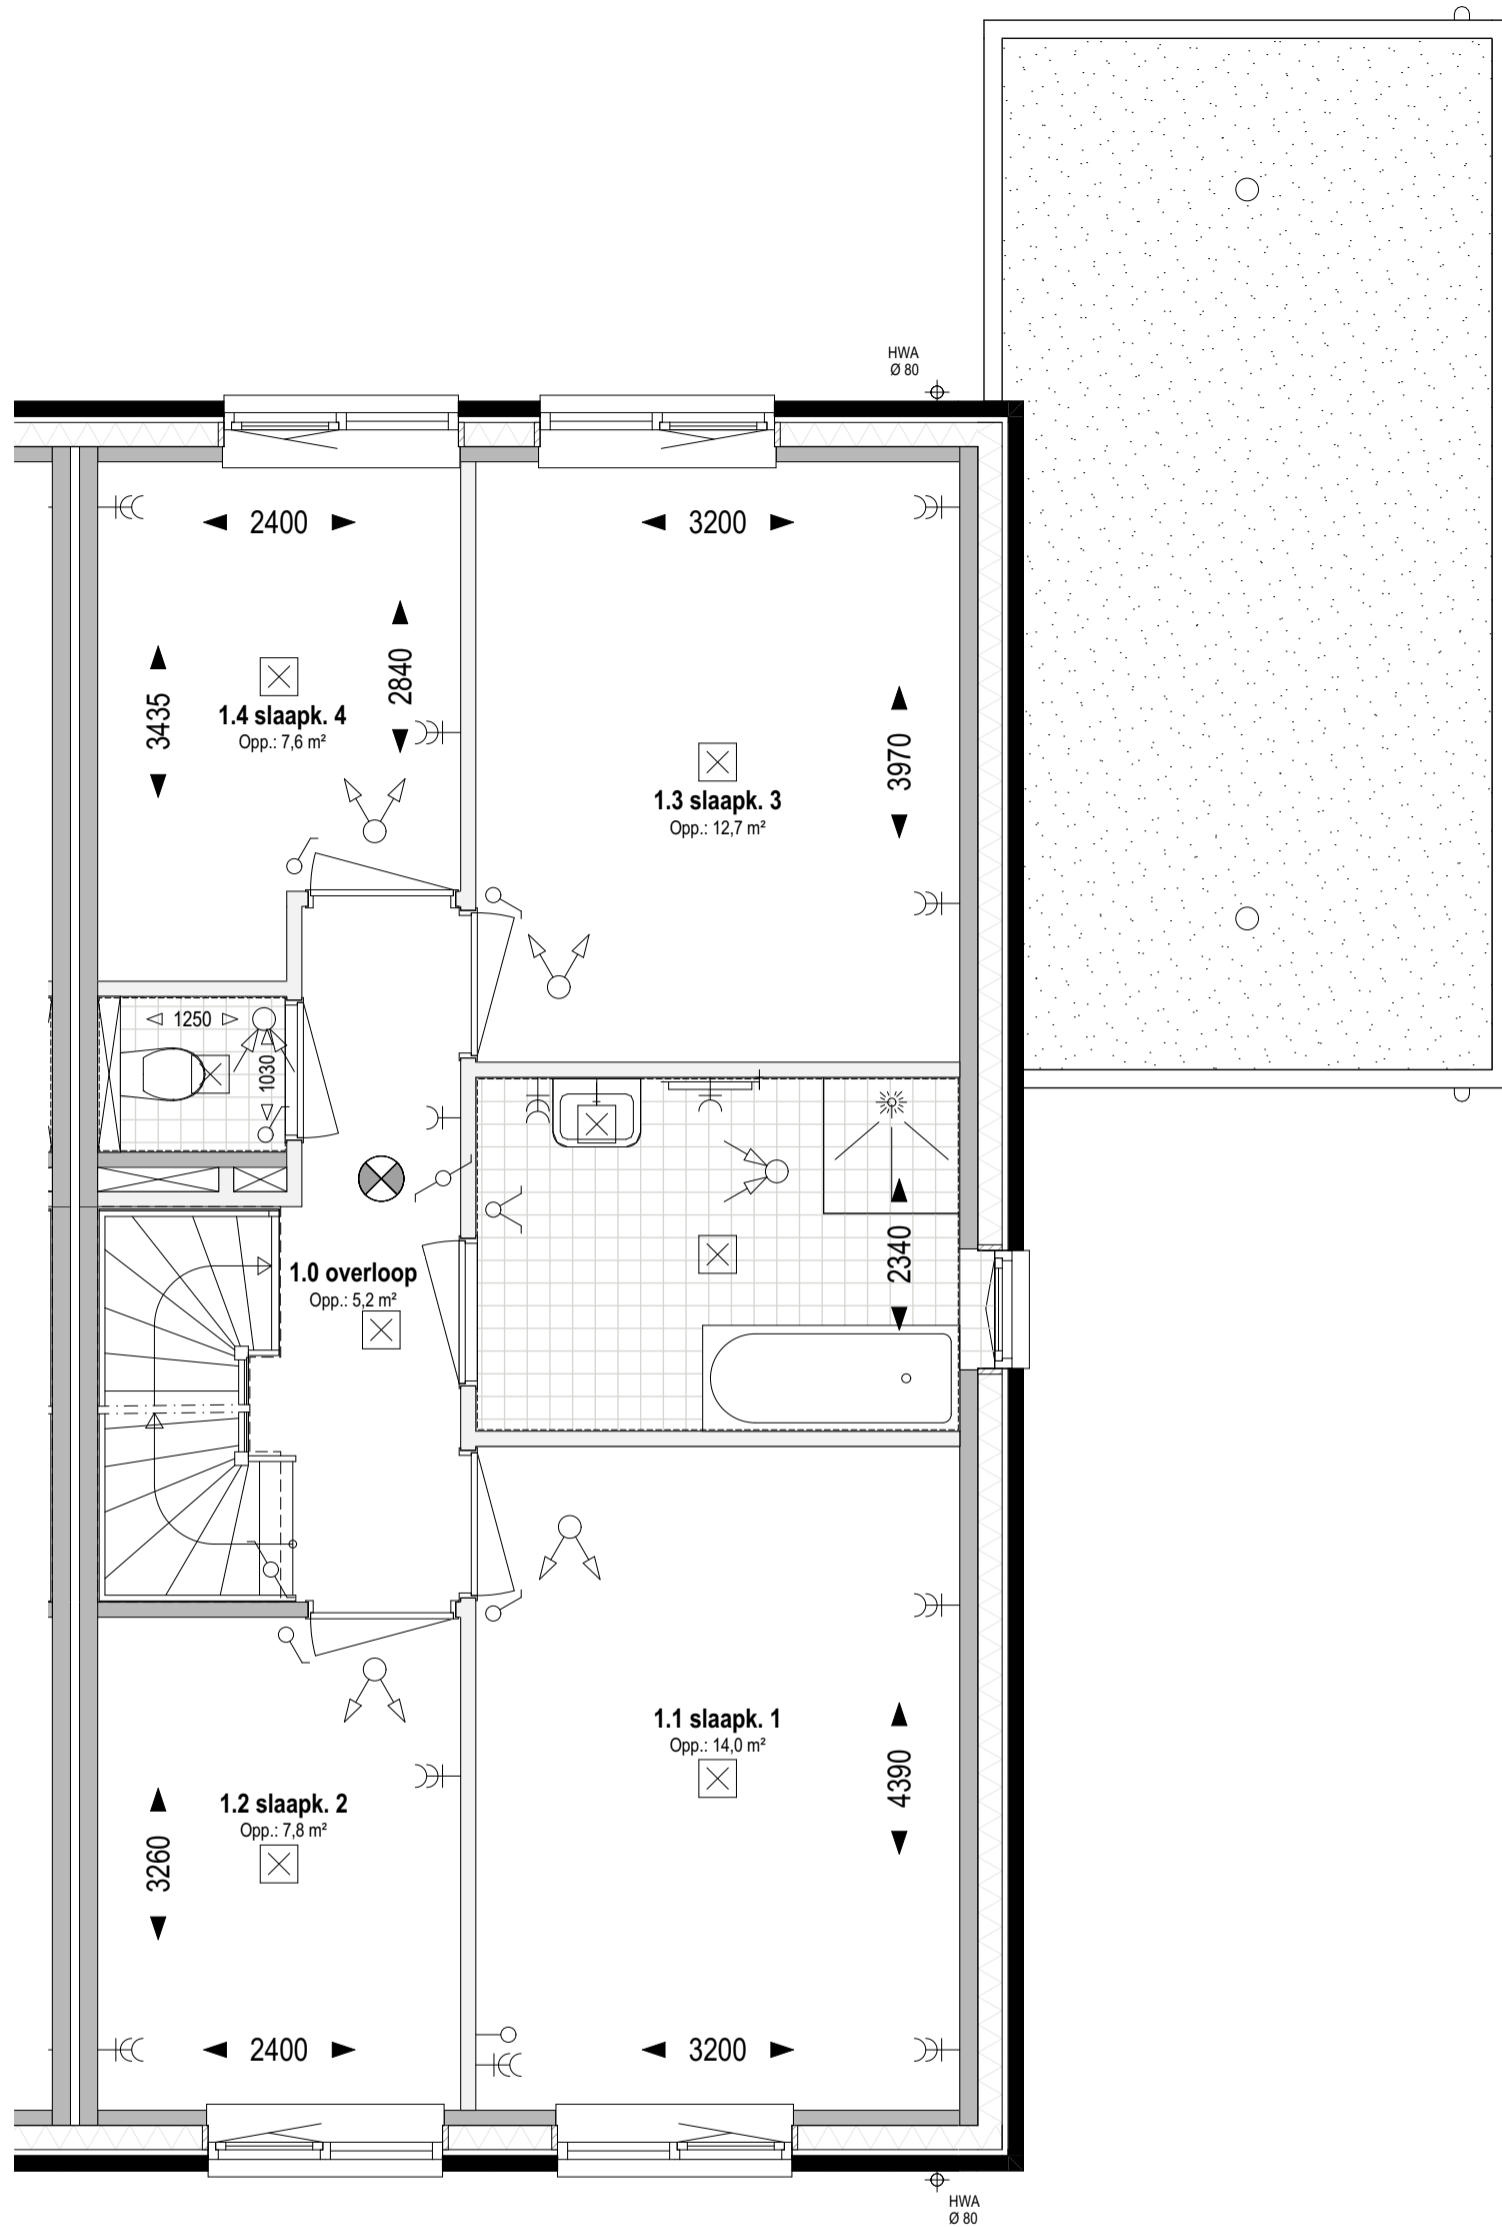 HWA
Ø 80
2400
3200
3435
2840
1.4 slaapk. 4
Opp.: 7,6 m²
3970
1.3 slaapk. 3
Opp.: 12,7 m²
1250
1030
2340
1.0 overloop
Opp.: 5,2 m²
1.1 slaapk. 1
Opp.: 14,0 m²
4390
1.2 slaapk. 2
Opp.: 7,8 m²
3260
2400
3200
HWA
Ø 80